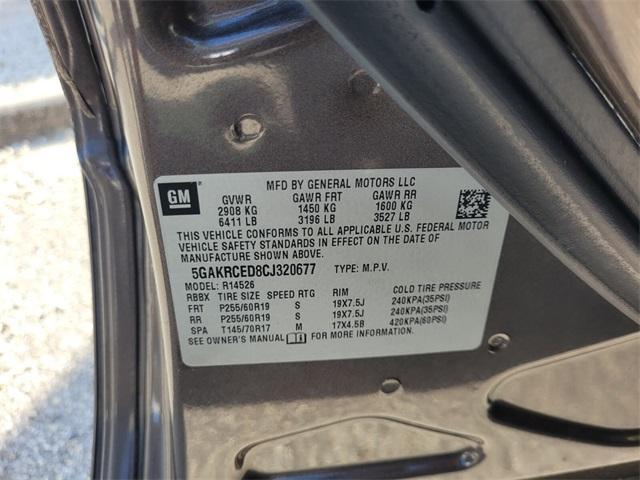 MFD BY GENERAL MOTORS LLC
GM
GVWR GAWR FRT GAWR RR
2908 KG 1450 KG 1600 KG
6411 LB 3196 LB 3527 LB
THIS VEHICLE CONFORMS TO ALL APPLICABLE U.S. FEDERAL MOTOR
VEHICLE SAFETY STANDARDS IN EFFECT ON THE DATE OF
MANUFACTURE SHOWN ABOVE.
5GAKRCED8CJ320677 TYPE: M.P.V.
MODEL: R14526
RBBX TIRE SIZE SPEED RTG RIM COLD TIRE PRESSURE
FRT P255/60R19 S 19X7.5J 240KPA(35PSI)
RR P255/60R19 S 19X7.5J 240KPA(35PSI)
SPA T145/70R17 M 17X4.5B 420KPA(60PSI)
SEE OWNER'S MANUAL FOR MORE INFORMATION.